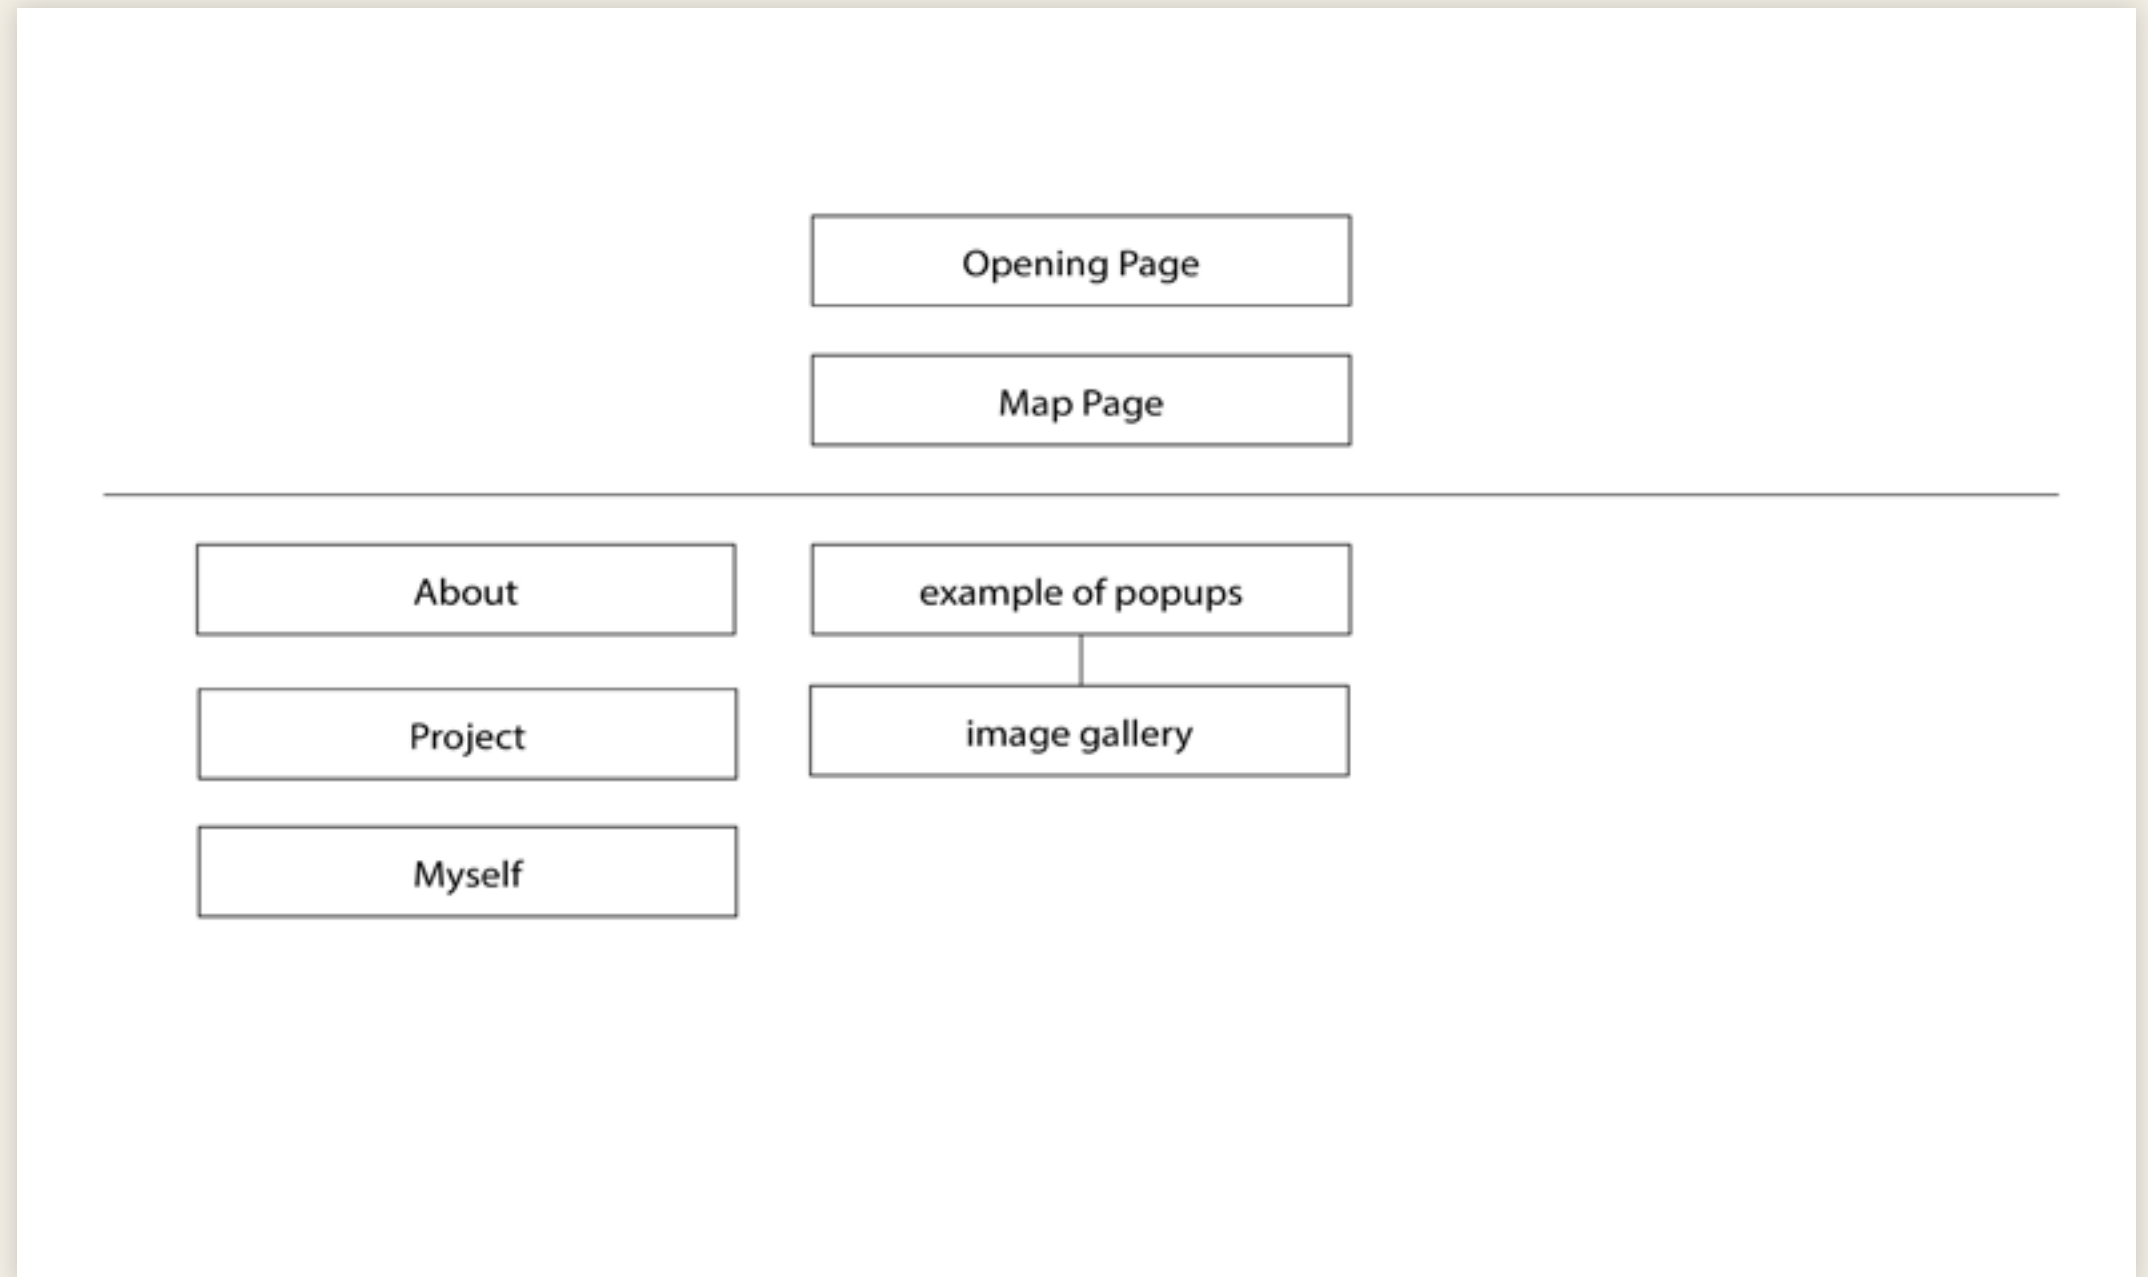 Opening Page
Map Page
About
example of popups
Project
image gallery
Myself